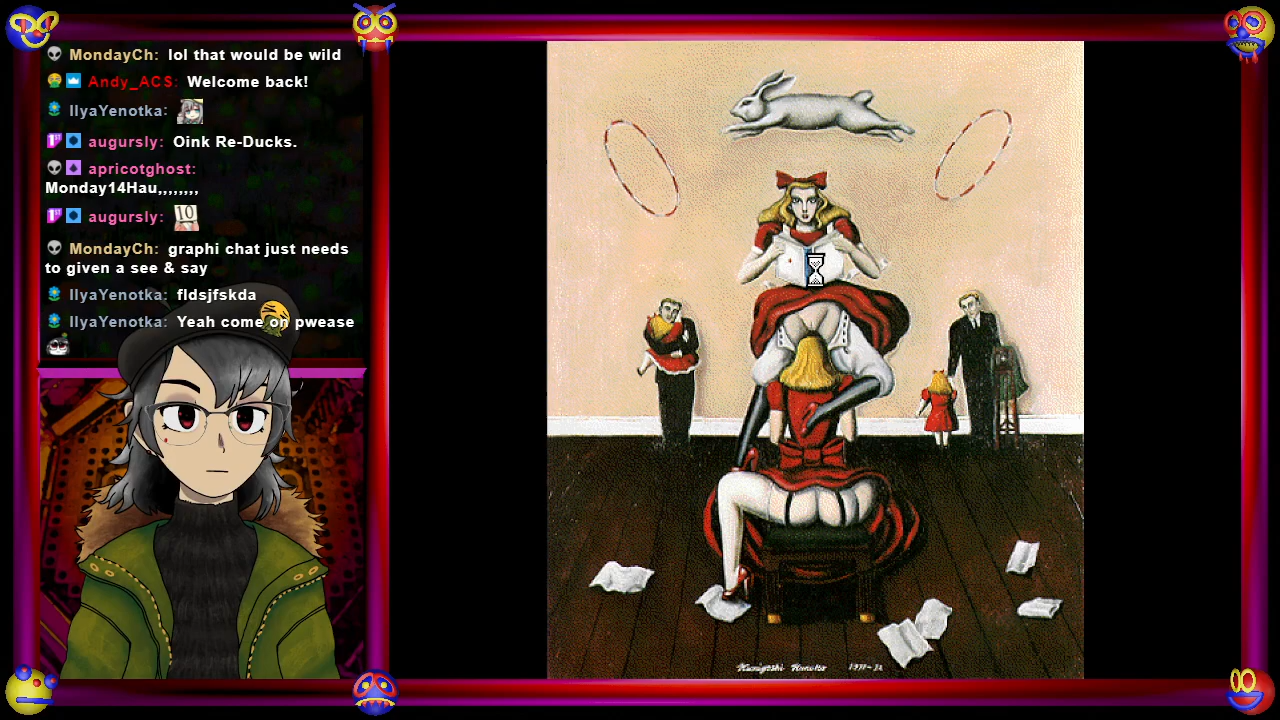 MondayCh: lol that would be wild
Andy_ACS: Welcome back!
IlyaYenotka:
augursly: Oink Re-Ducks.
apricotghost:
Monday14Hau,,,,,,,,
augursly: 10
MondayCh: graphi chat just needs
to given a see & say
IlyaYenotka: fldsjfskda
IlyaYenotka: Yeah come on pwease